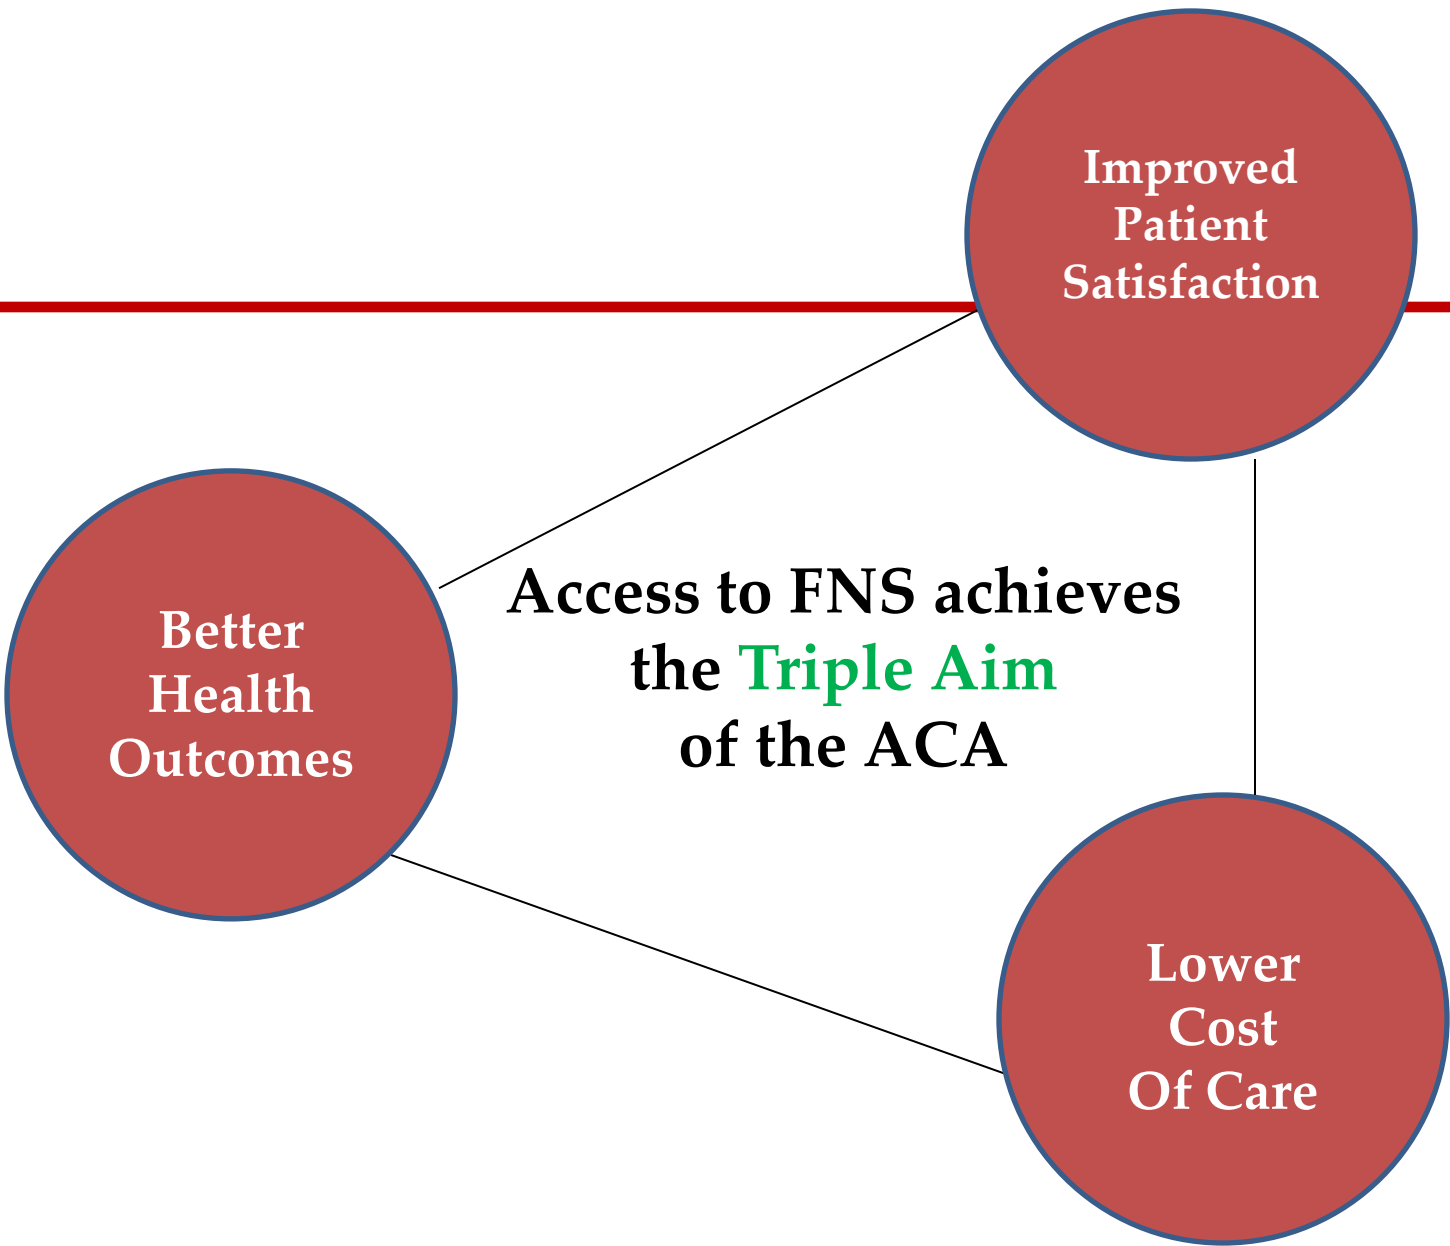 Improved
Patient
Satisfaction
Better
Health
Outcomes
Access to FNS achieves
the Triple Aim
of the ACA
Lower
Cost
Of Care